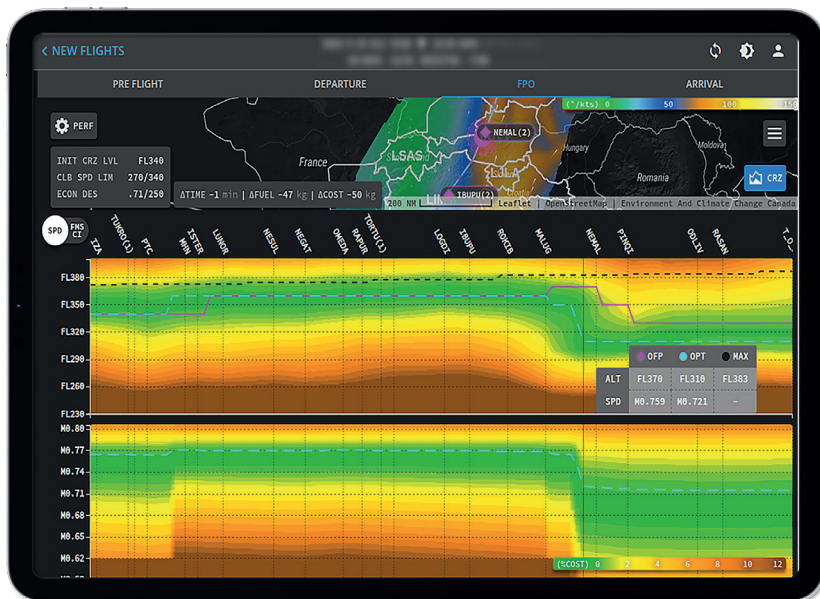 < NEW FLIGHTS
PRE FLIGHT
DEPARTURE
FPO
ARRIVAL
(°/kts) 0 50 100 150
PERF
NEMAL(2)
INIT CRZ LVL FL340
CLB SPD LIM 270/340
ECON DES .71/250
France
LSAS
Hungary
Moldova
Romania
LJLA
CRZ
ΔTIME -1 min | ΔFUEL -47 kg | ΔCOST -50 kg
IBUPU(2)
200 NM
Leaflet | OpenStreetMap | Environment And Climate Change Canada
SPD FMS CI
IZA TUKRO(1) PTC MHN ISTER LUNOR NESUL NEGAT OMEDA RAPUR TORTU(1) LOGDI IBUPU ROKIB MALUG NEMAL PINQI ODLIV RASAN T_O_
FL380
FL350
FL320
FL290
FL260
FL230
OFP OPT MAX
ALT FL370 FL310 FL383
SPD M0.759 M0.721 –
M0.80
M0.77
M0.74
M0.71
M0.68
M0.65
M0.62
(%COST) 0 2 4 6 8 10 12